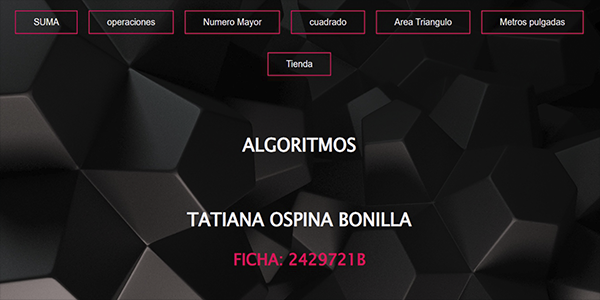 SUMA operaciones Numero Mayor cuadrado Area Triangulo Metros pulgadas
Tienda
ALGORITMOS
TATIANA OSPINA BONILLA
FICHA: 2429721B